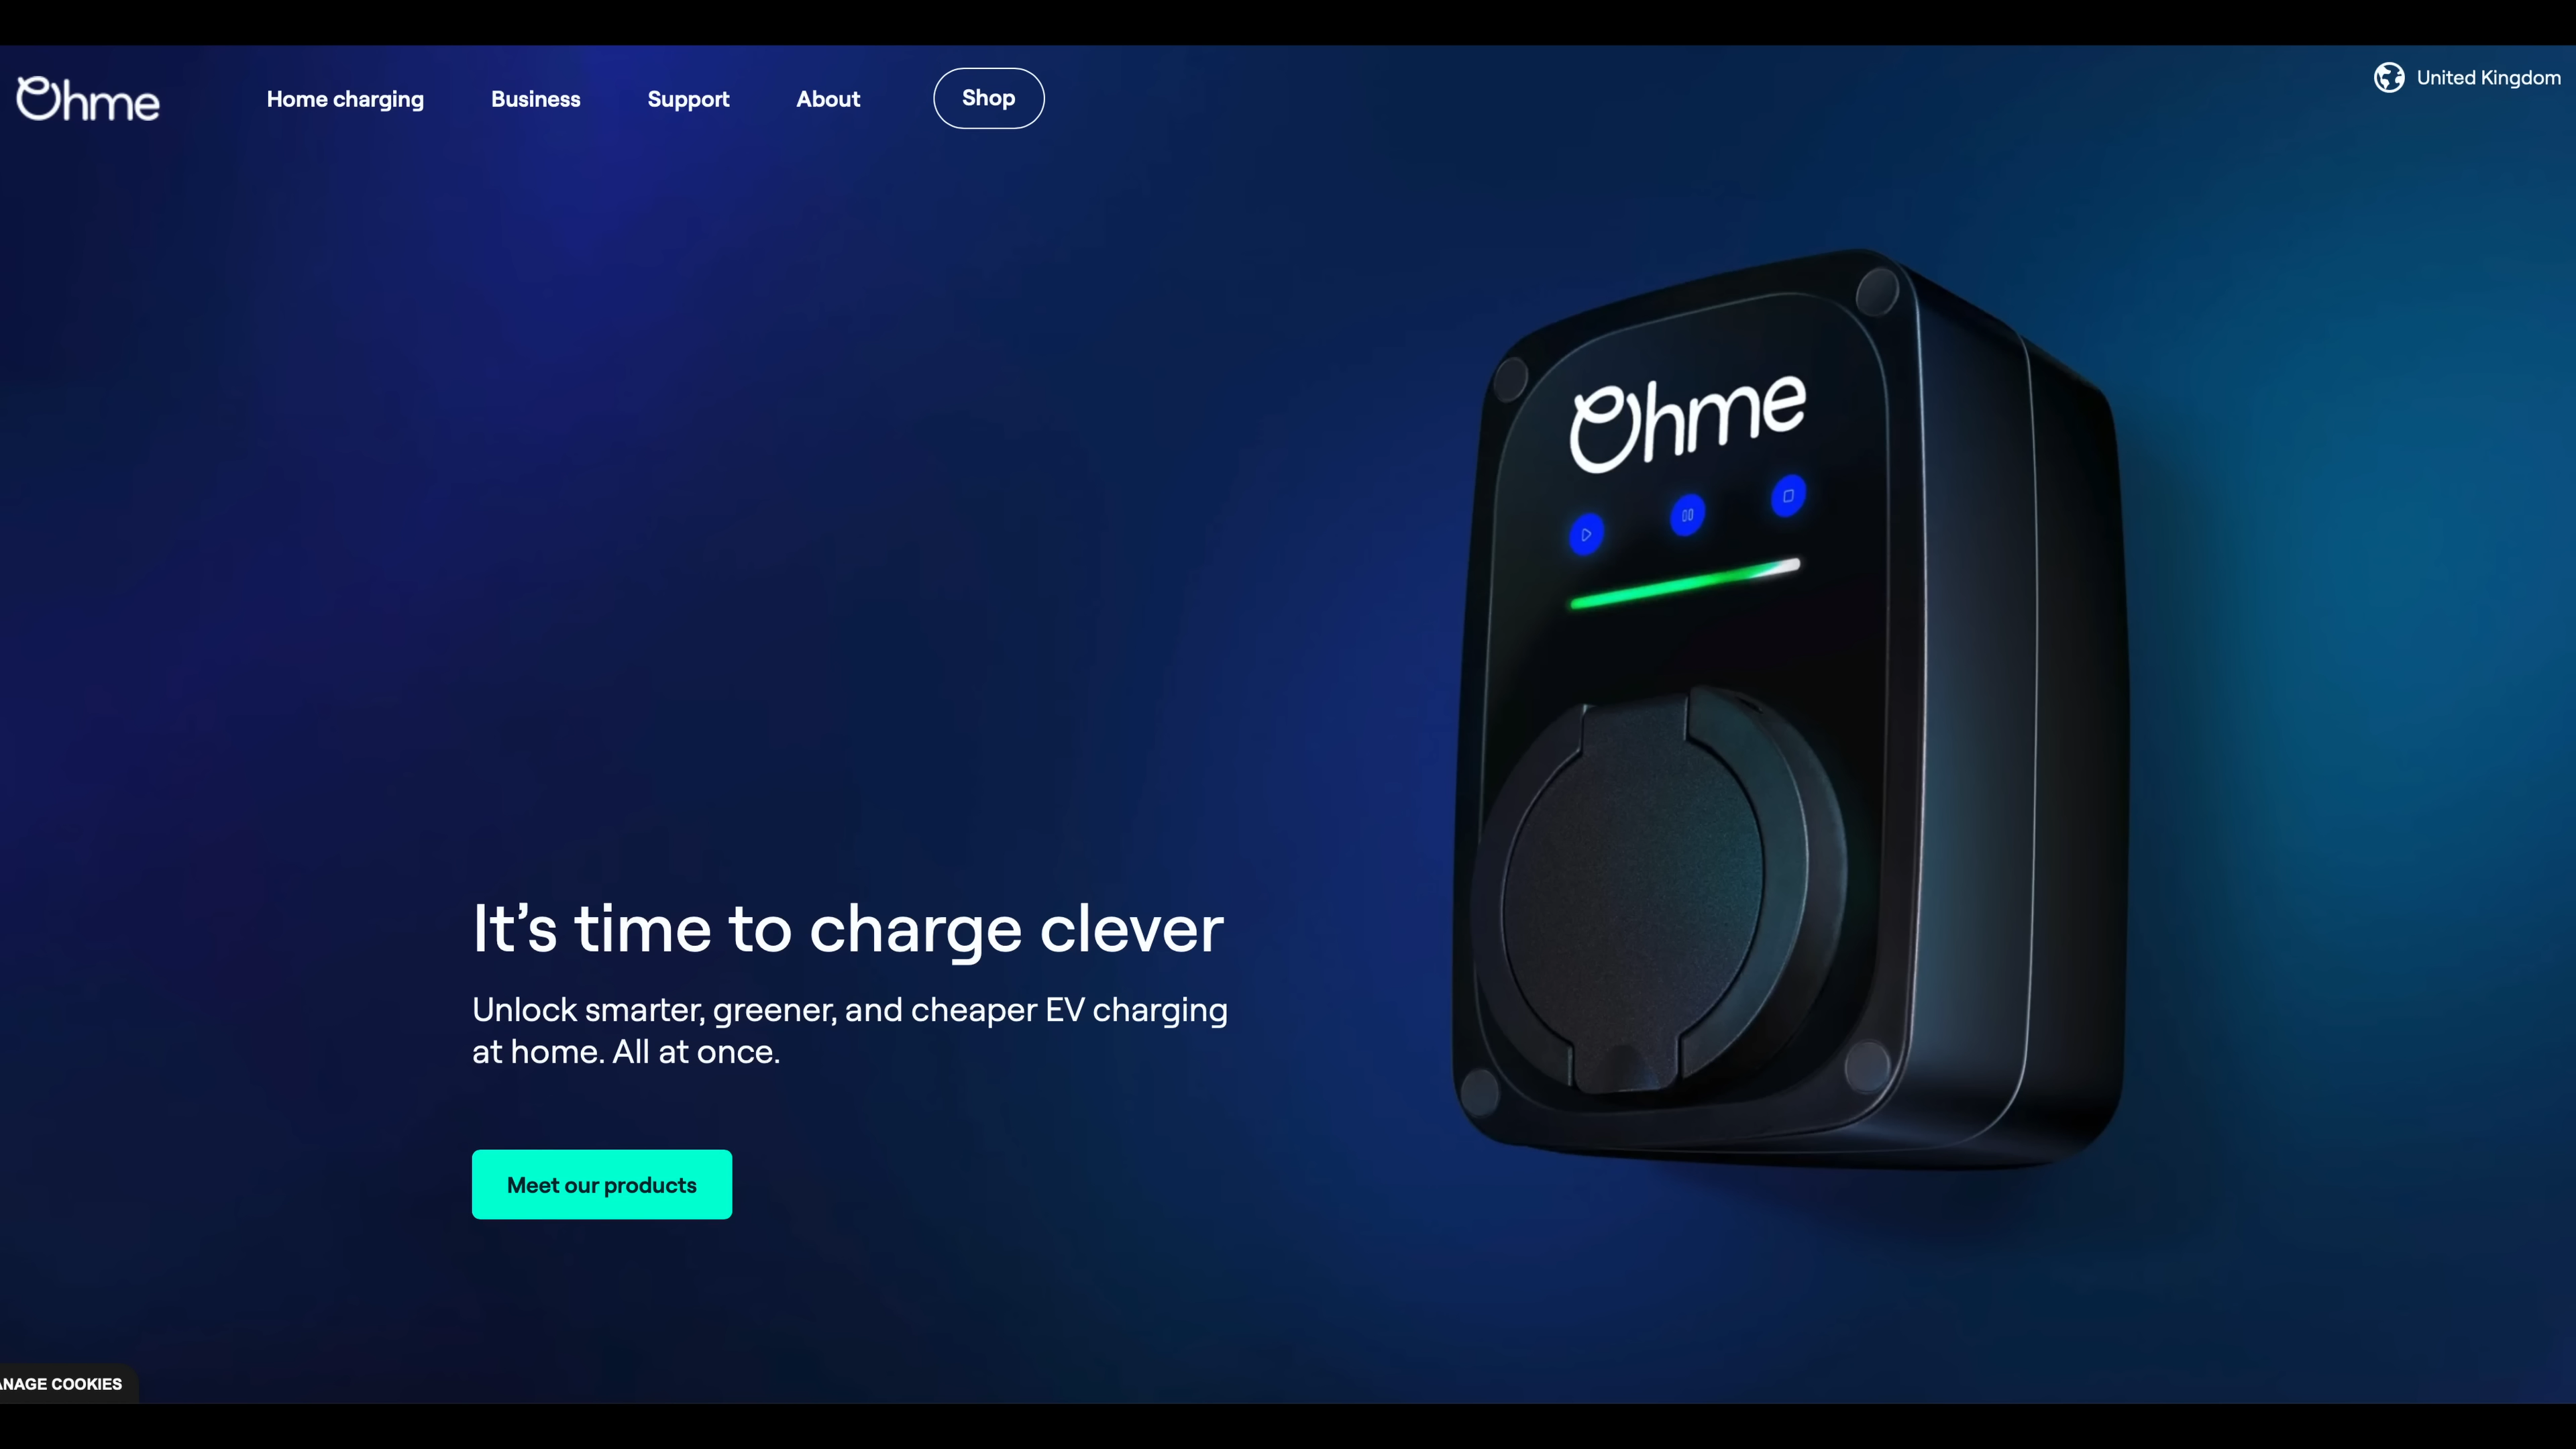 Ohme
Home charging
Business
Support
About
Shop
United Kingdom
Ohme
It’s time to charge clever
Unlock smarter, greener, and cheaper EV charging
at home. All at once.
Meet our products
ANAGE COOKIES